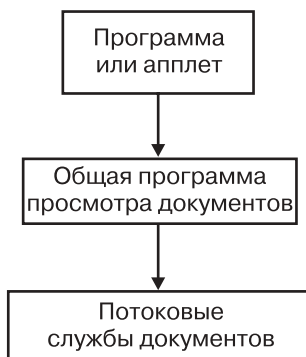 Программа
или апплет
Общая программа
просмотра документов
Потоковые
службы документов